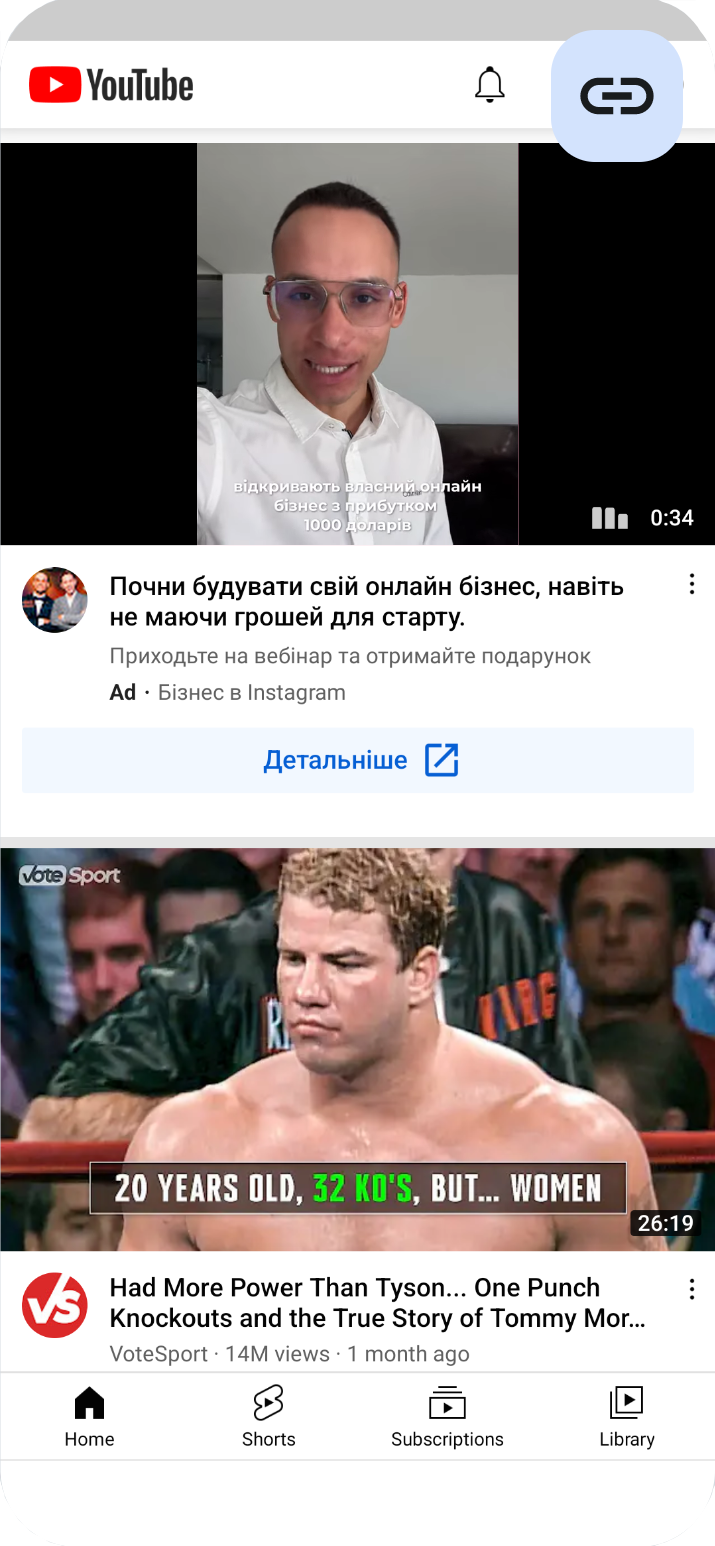 YouTube
відкривають власний онлайн
бізнес з прибутком
1000 доларів
0:34
Почни будувати свій онлайн бізнес, навіть
не маючи грошей для старту.
Приходьте на вебінар та отримайте подарунок
Ad · Бізнес в Instagram
Детальніше
Vote Sport
20 YEARS OLD, 32 KO'S, BUT... WOMEN
26:19
VS
Had More Power Than Tyson... One Punch
Knockouts and the True Story of Tommy Mor...
VoteSport · 14M views · 1 month ago
Home Shorts Subscriptions Library